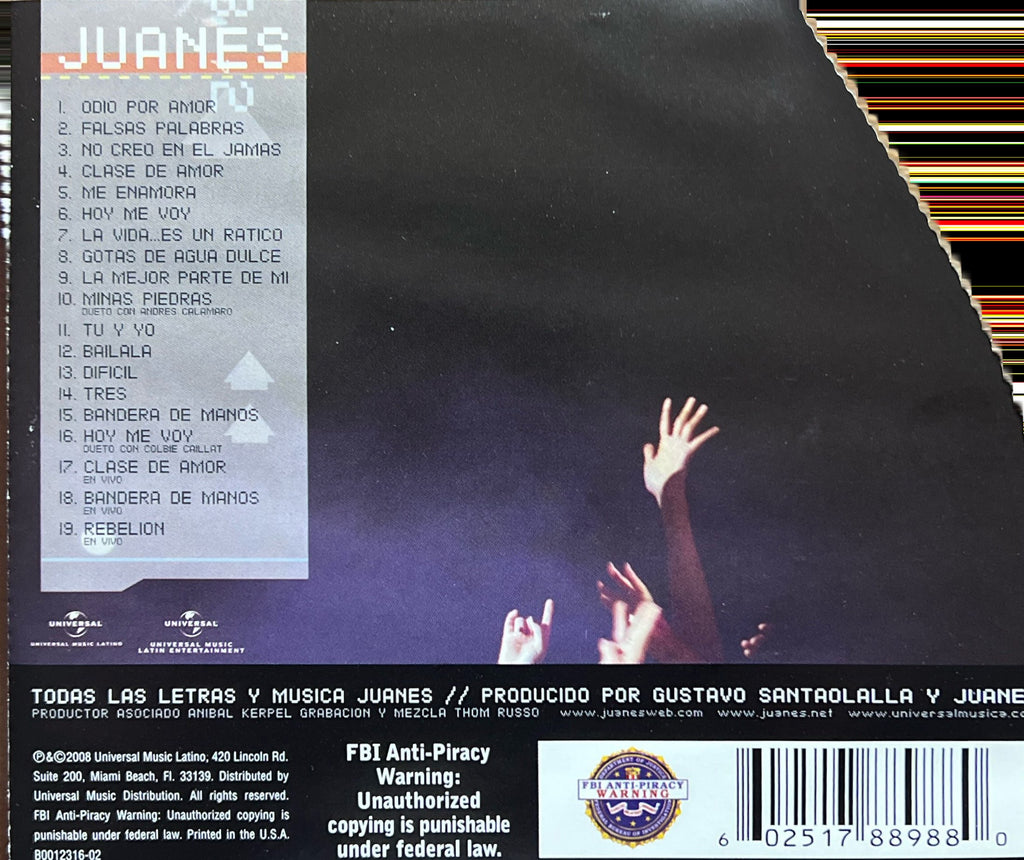 JUANES
1. ODIO POR AMOR
2. FALSAS PALABRAS
3. NO CREO EN EL JAMAS
4. CLASE DE AMOR
5. ME ENAMORA
6. HOY ME VOY
7. LA VIDA...ES UN RATICO
8. GOTAS DE AGUA DULCE
9. LA MEJOR PARTE DE MI
10. MINAS PIEDRAS
DUETO CON ANDRES CALAMARO
11. TU Y YO
12. BAILALA
13. DIFICIL
14. TRES
15. BANDERA DE MANOS
16. HOY ME VOY
DUETO CON COLBIE CAILLAT
17. CLASE DE AMOR
EN VIVO
18. BANDERA DE MANOS
EN VIVO
19. REBELION
EN VIVO
UNIVERSAL
UNIVERSAL MUSIC LATINO
UNIVERSAL
UNIVERSAL MUSIC
LATIN ENTERTAINMENT
TODAS LAS LETRAS Y MUSICA JUANES // PRODUCIDO POR GUSTAVO SANTAOLALLA Y JUANE
PRODUCTOR ASOCIADO ANIBAL KERPEL GRABACION Y MEZCLA THOM RUSSO www.juanesweb.com www.juanes.net www.universalmusica.co
℗&©2008 Universal Music Latino, 420 Lincoln Rd.
Suite 200, Miami Beach, Fl. 33139. Distributed by
Universal Music Distribution. All rights reserved.
FBI Anti-Piracy Warning: Unauthorized copying is
punishable under federal law. Printed in the U.S.A.
B0012316-02
FBI Anti-Piracy
Warning:
Unauthorized
copying is punishable
under federal law.
DEPARTMENT OF JUSTICE
FBI ANTI-PIRACY
WARNING
FEDERAL BUREAU OF INVESTIGATION
6 02517 88988 0